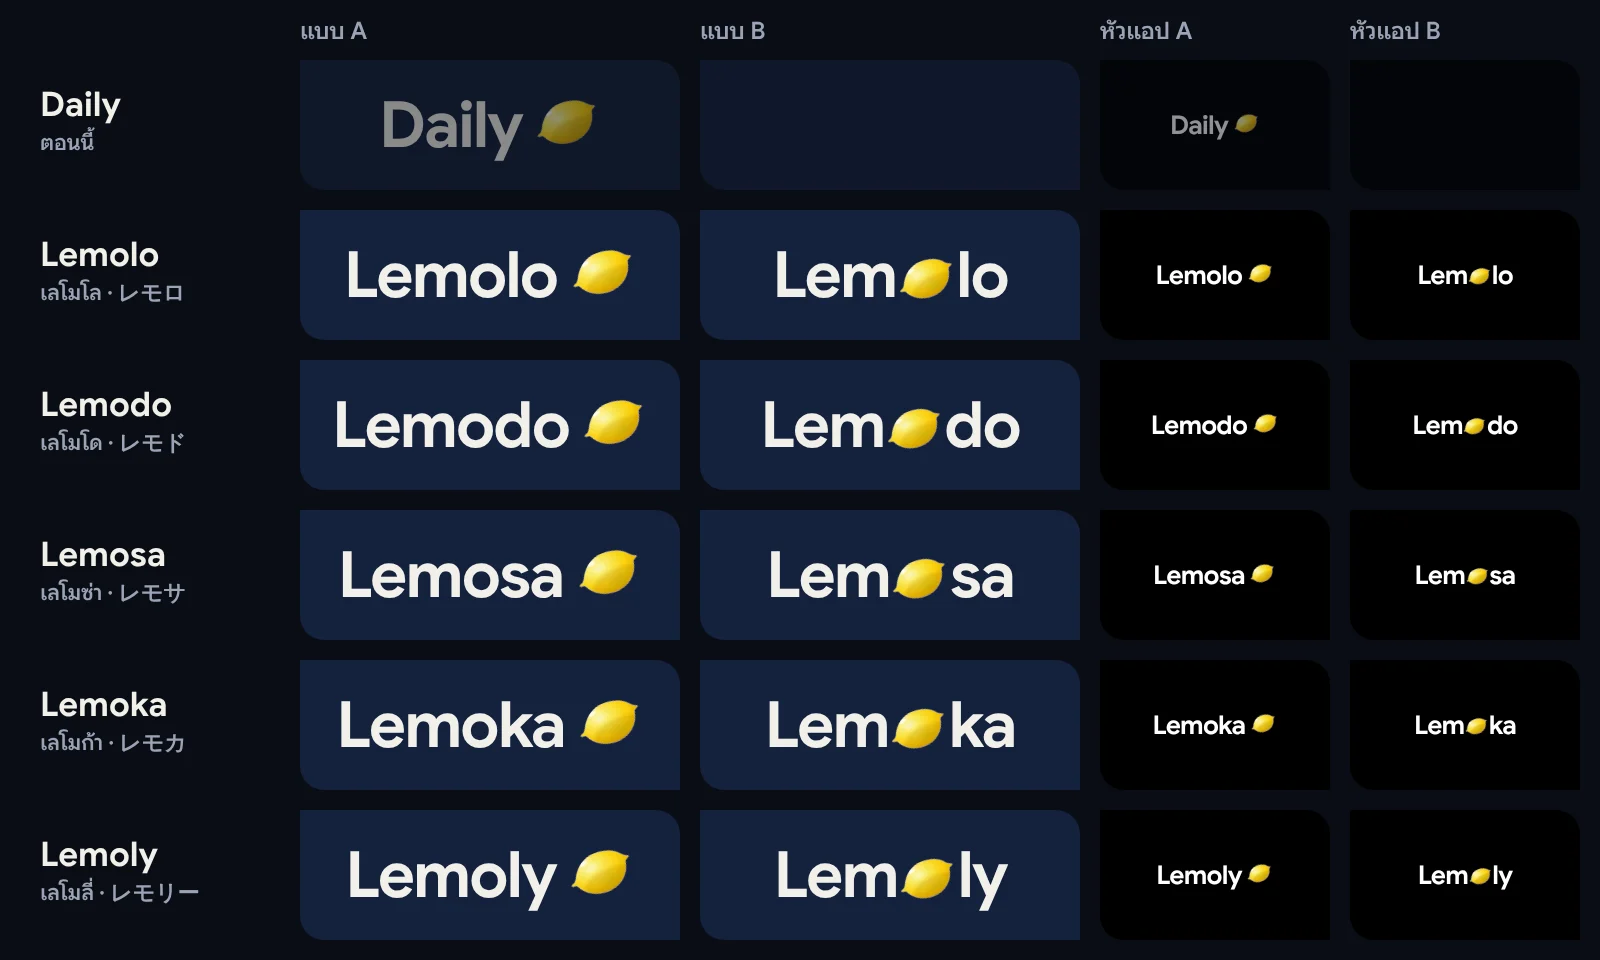 แบบ A แบบ B หัวแอป A หัวแอป B
Daily
ตอนนี้
Daily Daily
Lemolo
เลโมโล · レモロ
Lemolo Lem lo Lemolo Lem lo
Lemodo
เลโมโด · レモド
Lemodo Lem do Lemodo Lem do
Lemosa
เลโมซ่า · レモサ
Lemosa Lem sa Lemosa Lem sa
Lemoka
เลโมก้า · レモカ
Lemoka Lem ka Lemoka Lem ka
Lemoly
เลโมลี่ · レモリー
Lemoly Lem ly Lemoly Lem ly